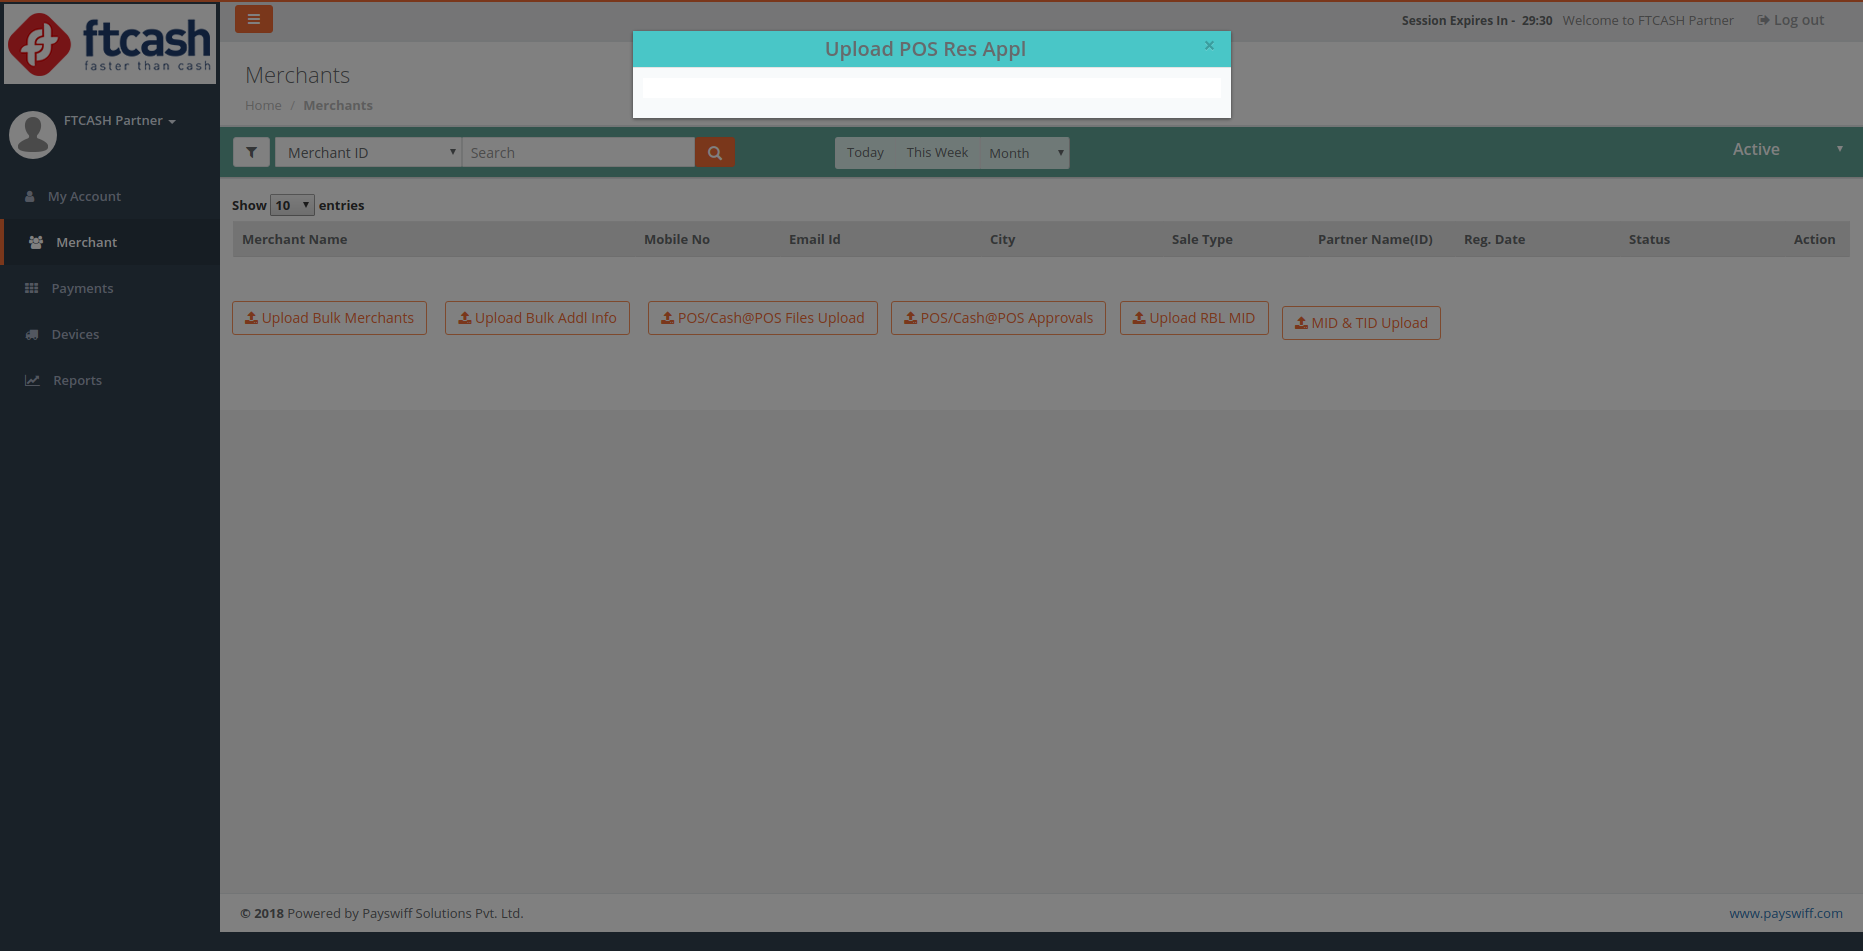 ftcash
faster than cash
FTCASH Partner
My Account
Merchant
Payments
Devices
Reports
Session Expires In - 29:30 Welcome to FTCASH Partner Log out
Upload POS Res Appl ×
Merchants
Home / Merchants
Merchant ID Search Today This Week Month Active
Show 10 entries
Merchant Name Mobile No Email Id City Sale Type Partner Name(ID) Reg. Date Status Action
Upload Bulk Merchants Upload Bulk Addl Info POS/Cash@POS Files Upload POS/Cash@POS Approvals Upload RBL MID MID & TID Upload
© 2018 Powered by Payswiff Solutions Pvt. Ltd. www.payswiff.com